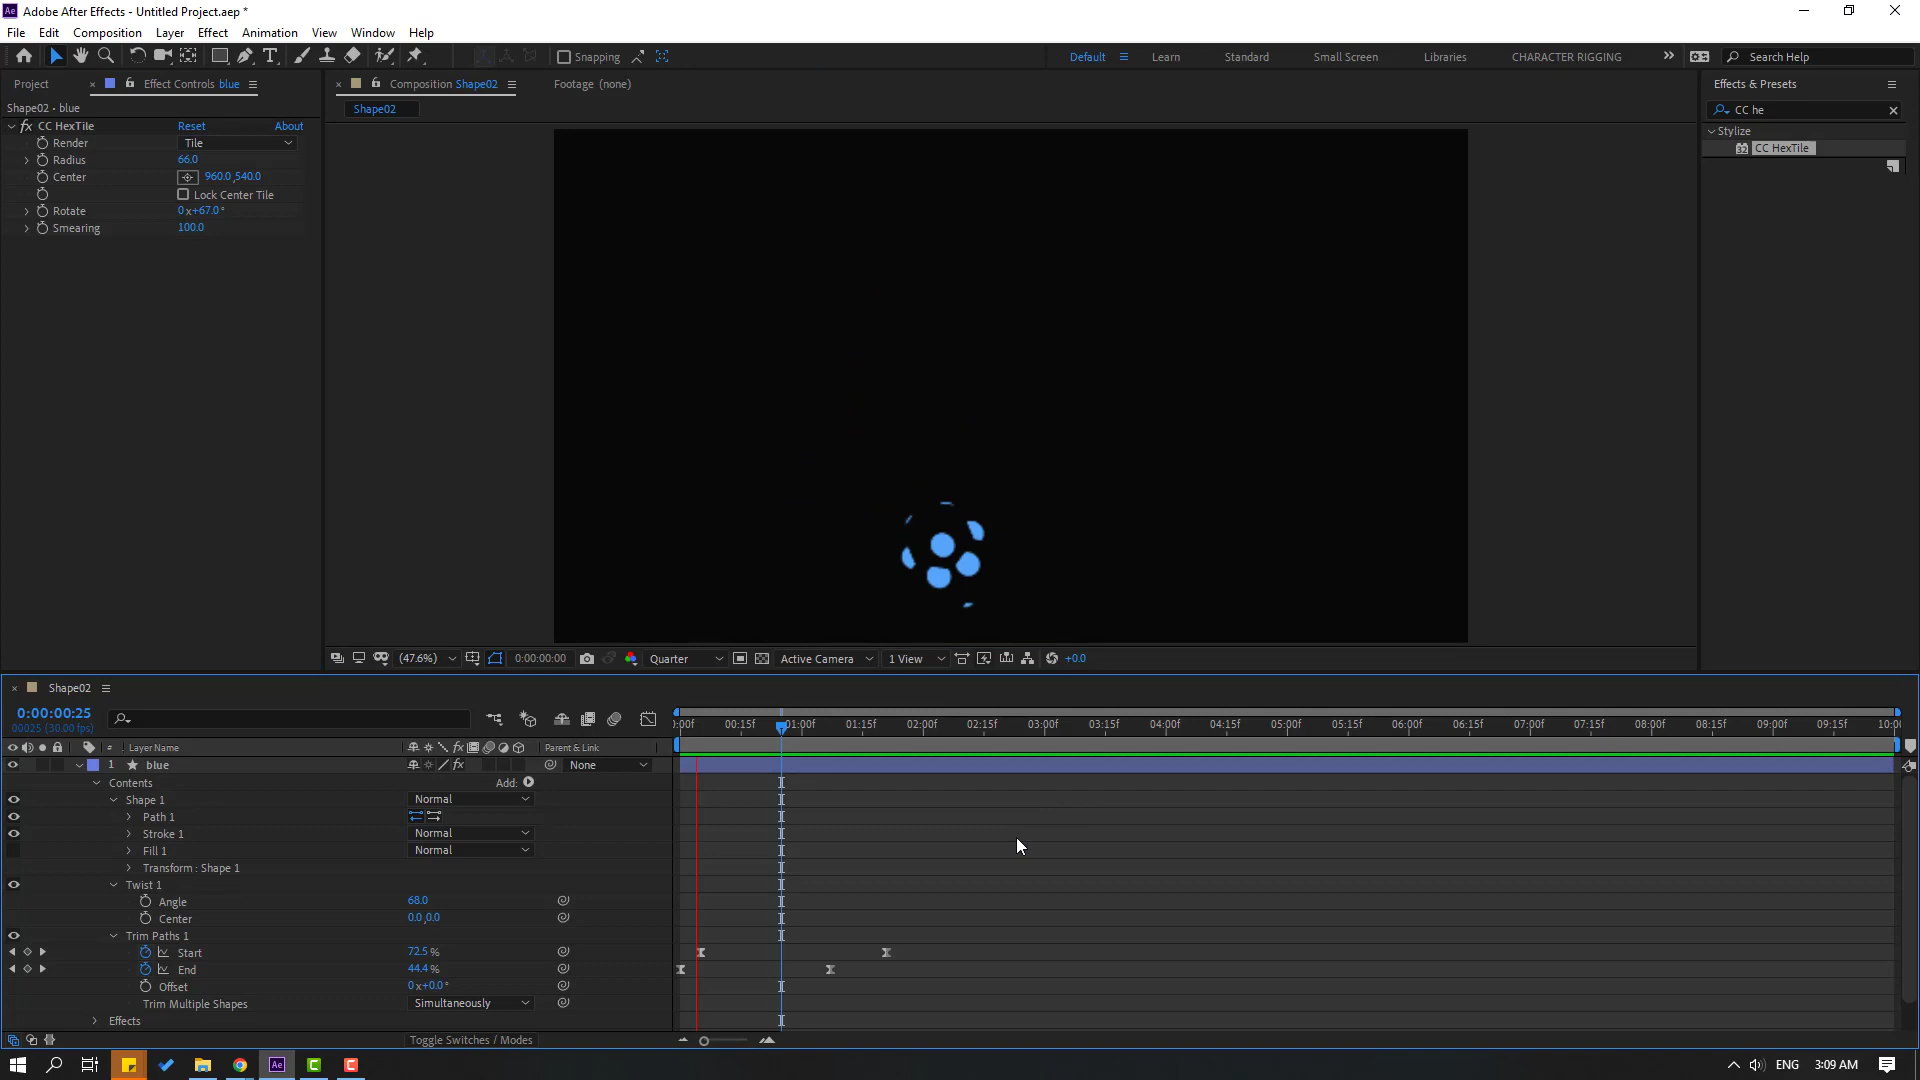 Ae Adobe After Effects - Untitled Project.aep *
File Edit Composition Layer Effect Animation View Window Help
Snapping
Default Learn Standard Small Screen Libraries CHARACTER RIGGING Search Help
Project Effect Controls blue
Composition Shape02 Footage (none)
Effects & Presets
Shape02 • blue
Shape02
CC he
fx CC HexTile Reset About
Stylize
Render Tile
CC HexTile
Radius 66.0
Center 960.0,540.0
Lock Center Tile
Rotate 0x+67.0°
Smearing 100.0
(47.6%) 0:00:00:00 Quarter Active Camera 1 View +0.0
Shape02
0:00:00:25
00025 (30.00 fps)
:00f 00:15f 01:00f 01:15f 02:00f 02:15f 03:00f 03:15f 04:00f 04:15f 05:00f 05:15f 06:00f 06:15f 07:00f 07:15f 08:00f 08:15f 09:00f 09:15f 10:0
# Layer Name fx Parent & Link
1 blue fx None
Contents Add:
Shape 1 Normal
Path 1
Stroke 1 Normal
Fill 1 Normal
Transform : Shape 1
Twist 1
Angle 68.0
Center 0.0,0.0
Trim Paths 1
Start 72.5 %
End 44.4 %
Offset 0x+0.0°
Trim Multiple Shapes Simultaneously
Effects
Toggle Switches / Modes
Ae C C ENG 3:09 AM